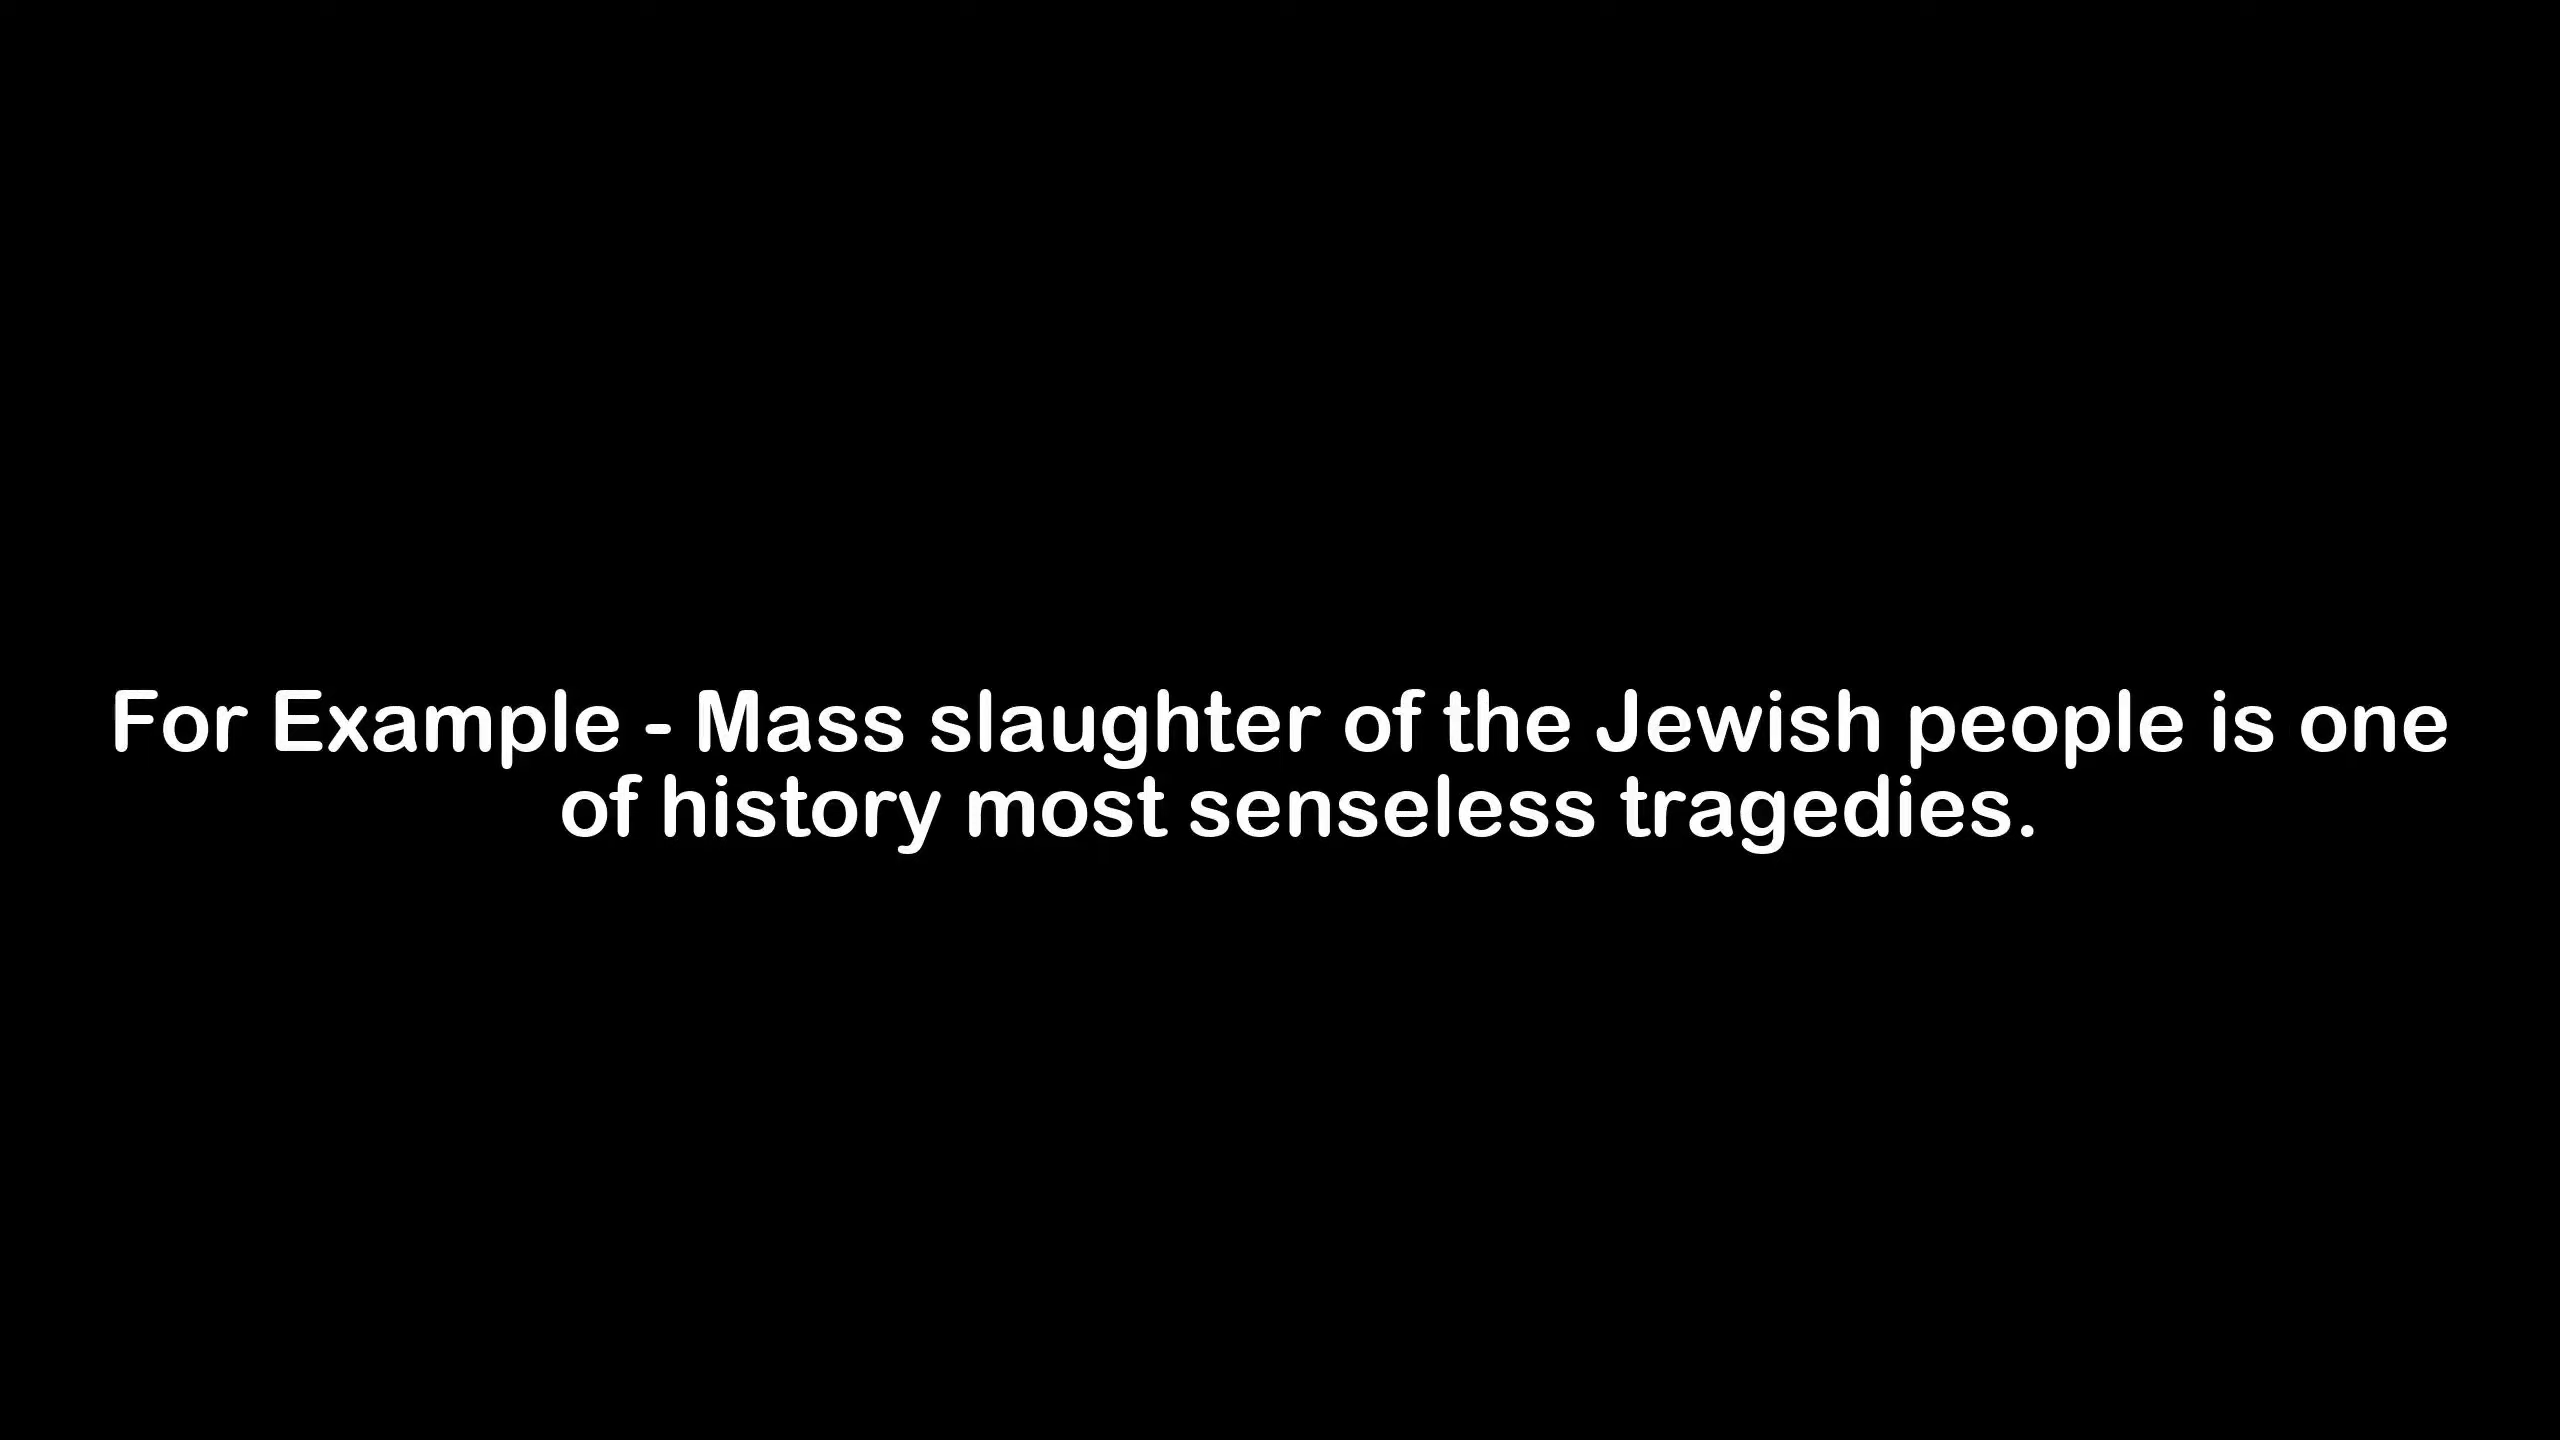 For Example - Mass slaughter of the Jewish people is one
of history most senseless tragedies.